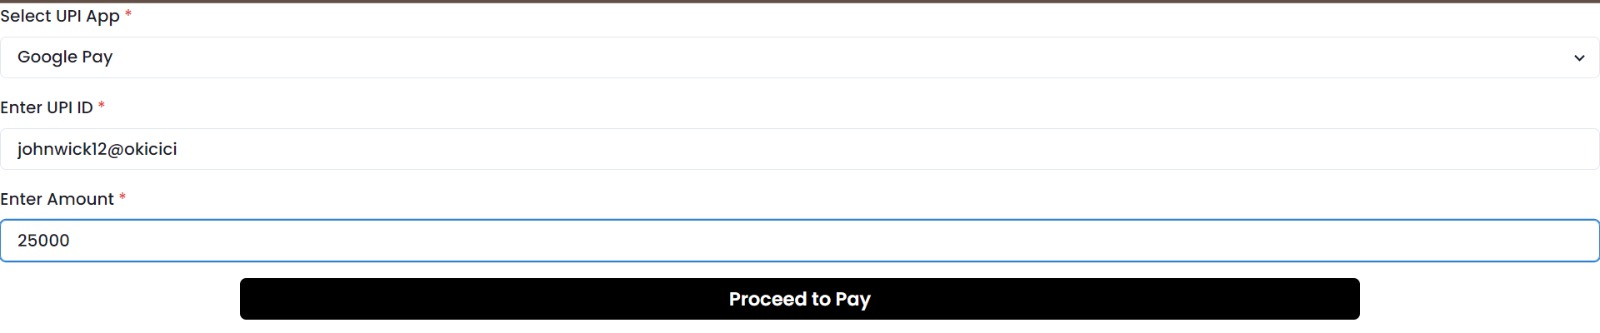 Select UPI App *
Google Pay
Enter UPI ID *
johnwick12@okicici
Enter Amount *
25000
Proceed to Pay